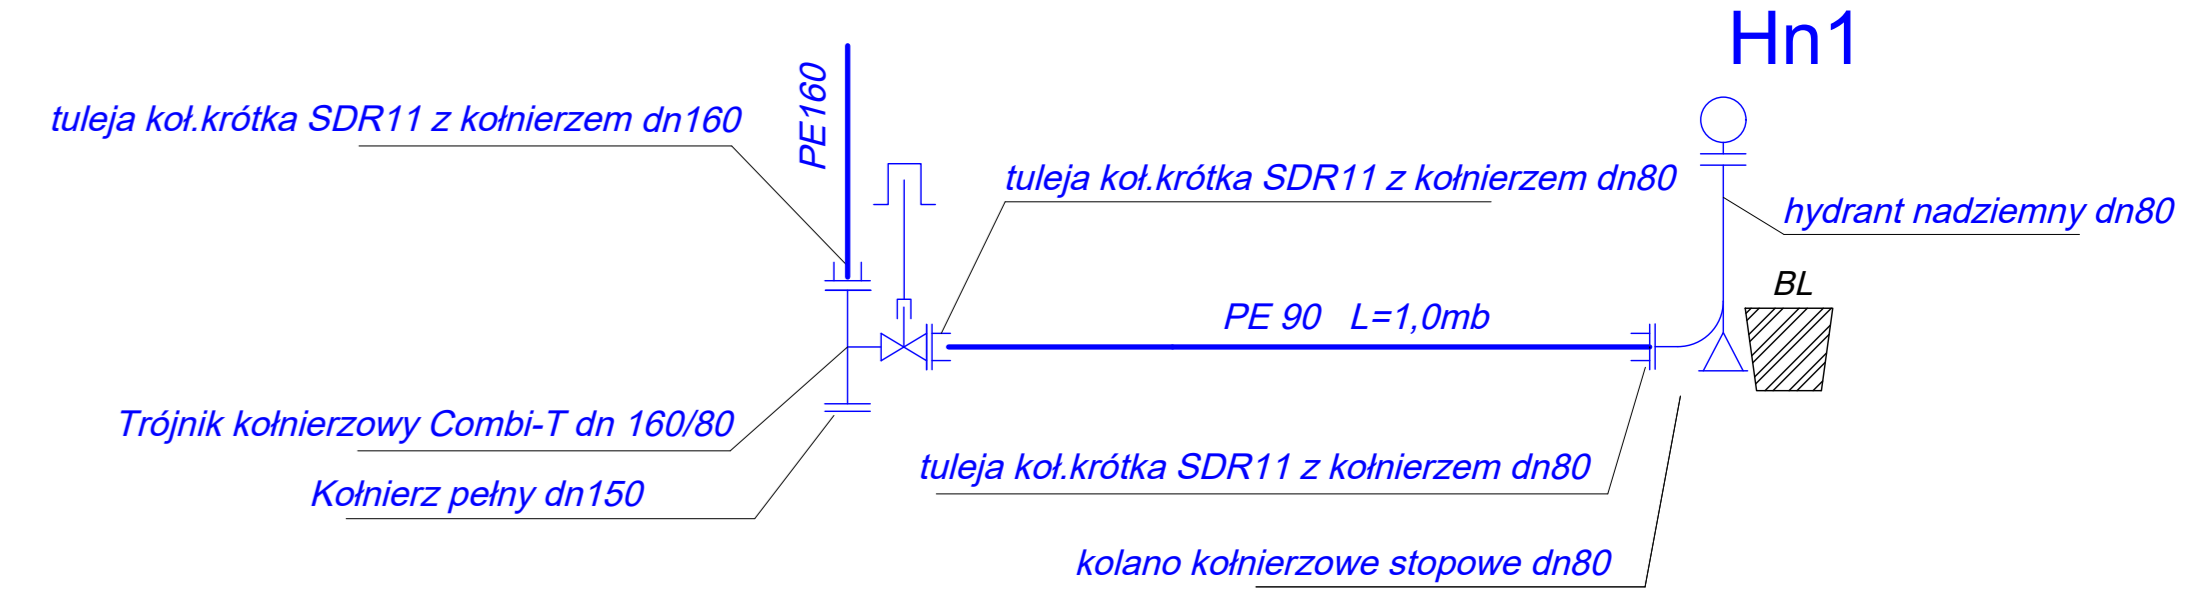 Hn1
PE160
tuleja koł.krótka SDR11 z kołnierzem dn160
tuleja koł.krótka SDR11 z kołnierzem dn80
hydrant nadziemny dn80
BL
PE 90 L=1,0mb
Trójnik kołnierzowy Combi-T dn 160/80
tuleja koł.krótka SDR11 z kołnierzem dn80
Kołnierz pełny dn150
kolano kołnierzowe stopowe dn80